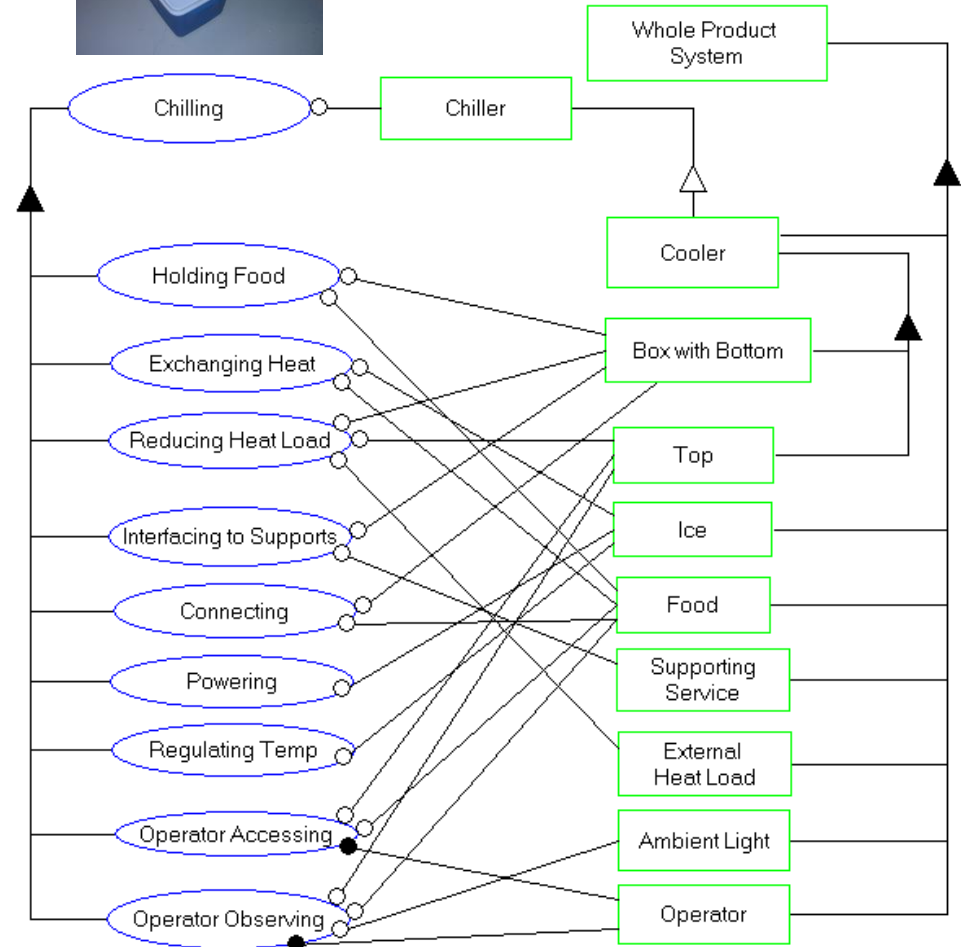 Whole Product
System
Chilling
Chiller
Cooler
Holding Food
Box with Bottom
Exchanging Heat
Reducing Heat Load
Top
Interfacing to Supports
Ice
Connecting
Food
Powering
Supporting
Service
Regulating Temp
External
Heat Load
Operator Accessing
Ambient Light
Operator Observing
Operator